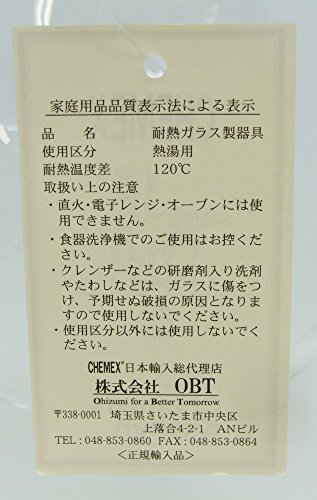 家庭用品品質表示法による表示
品　　名　　　耐熱ガラス製器具
使用区分　　　熱湯用
耐熱温度差　　120℃
取扱い上の注意
・直火・電子レンジ・オーブンには使
用できません。
・食器洗浄機でのご使用はお控くだ
さい。
・クレンザーなどの研磨剤入り洗剤
やたわしなどは、ガラスに傷をつ
け、予期せぬ破損の原因となりま
すので使用しないでください。
・使用区分以外には使用しないでく
ださい。
CHEMEX®日本輸入総代理店
株式会社　OBT
Ohizumi for a Better Tomorrow
〒338-0001　埼玉県さいたま市中央区
上落合4-2-1　ANビル
TEL : 048-853-0860　FAX : 048-853-0864
＜正規輸入品＞